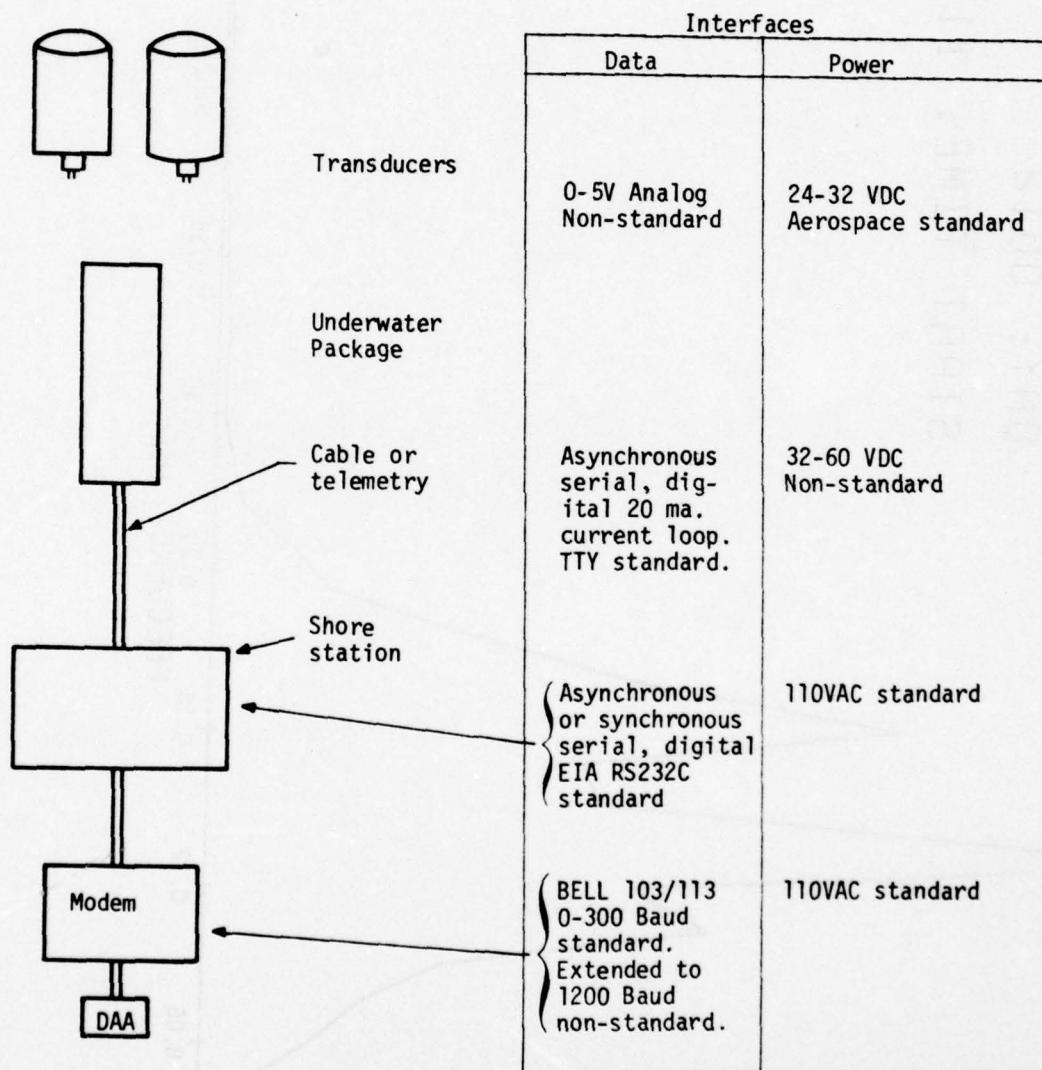 Interfaces
Data Power
Transducers
0-5V Analog
Non-standard
24-32 VDC
Aerospace standard
Underwater
Package
Cable or
telemetry
Asynchronous
serial, dig-
ital 20 ma.
current loop.
TTY standard.
32-60 VDC
Non-standard
Shore
station
Asynchronous
or synchronous
serial, digital
EIA RS232C
standard
110VAC standard
Modem
BELL 103/113
0-300 Baud
standard.
Extended to
1200 Baud
non-standard.
110VAC standard
DAA